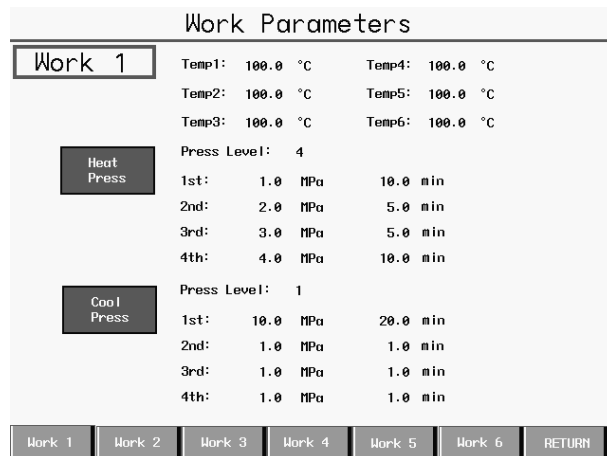 Work Parameters
Work 1
Temp1: 100.0 °C Temp4: 100.0 °C
Temp2: 100.0 °C Temp5: 100.0 °C
Temp3: 100.0 °C Temp6: 100.0 °C
Heat
Press
Press Level: 4
1st: 1.0 MPa 10.0 min
2nd: 2.0 MPa 5.0 min
3rd: 3.0 MPa 5.0 min
4th: 4.0 MPa 10.0 min
Cool
Press
Press Level: 1
1st: 10.0 MPa 20.0 min
2nd: 1.0 MPa 1.0 min
3rd: 1.0 MPa 1.0 min
4th: 1.0 MPa 1.0 min
Work 1 Work 2 Work 3 Work 4 Work 5 Work 6 RETURN